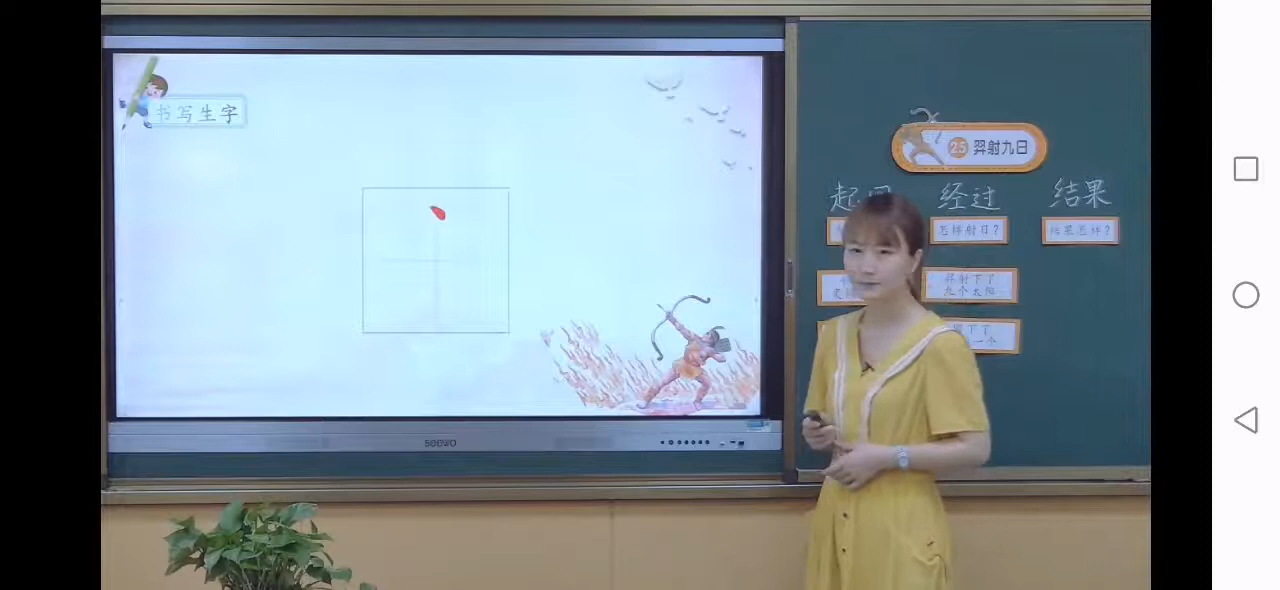 书写生字
25 羿射九日
起因 经过 结果
怎样射日？
结果怎样？
羿射下了
九个太阳
下了
一个
seewo